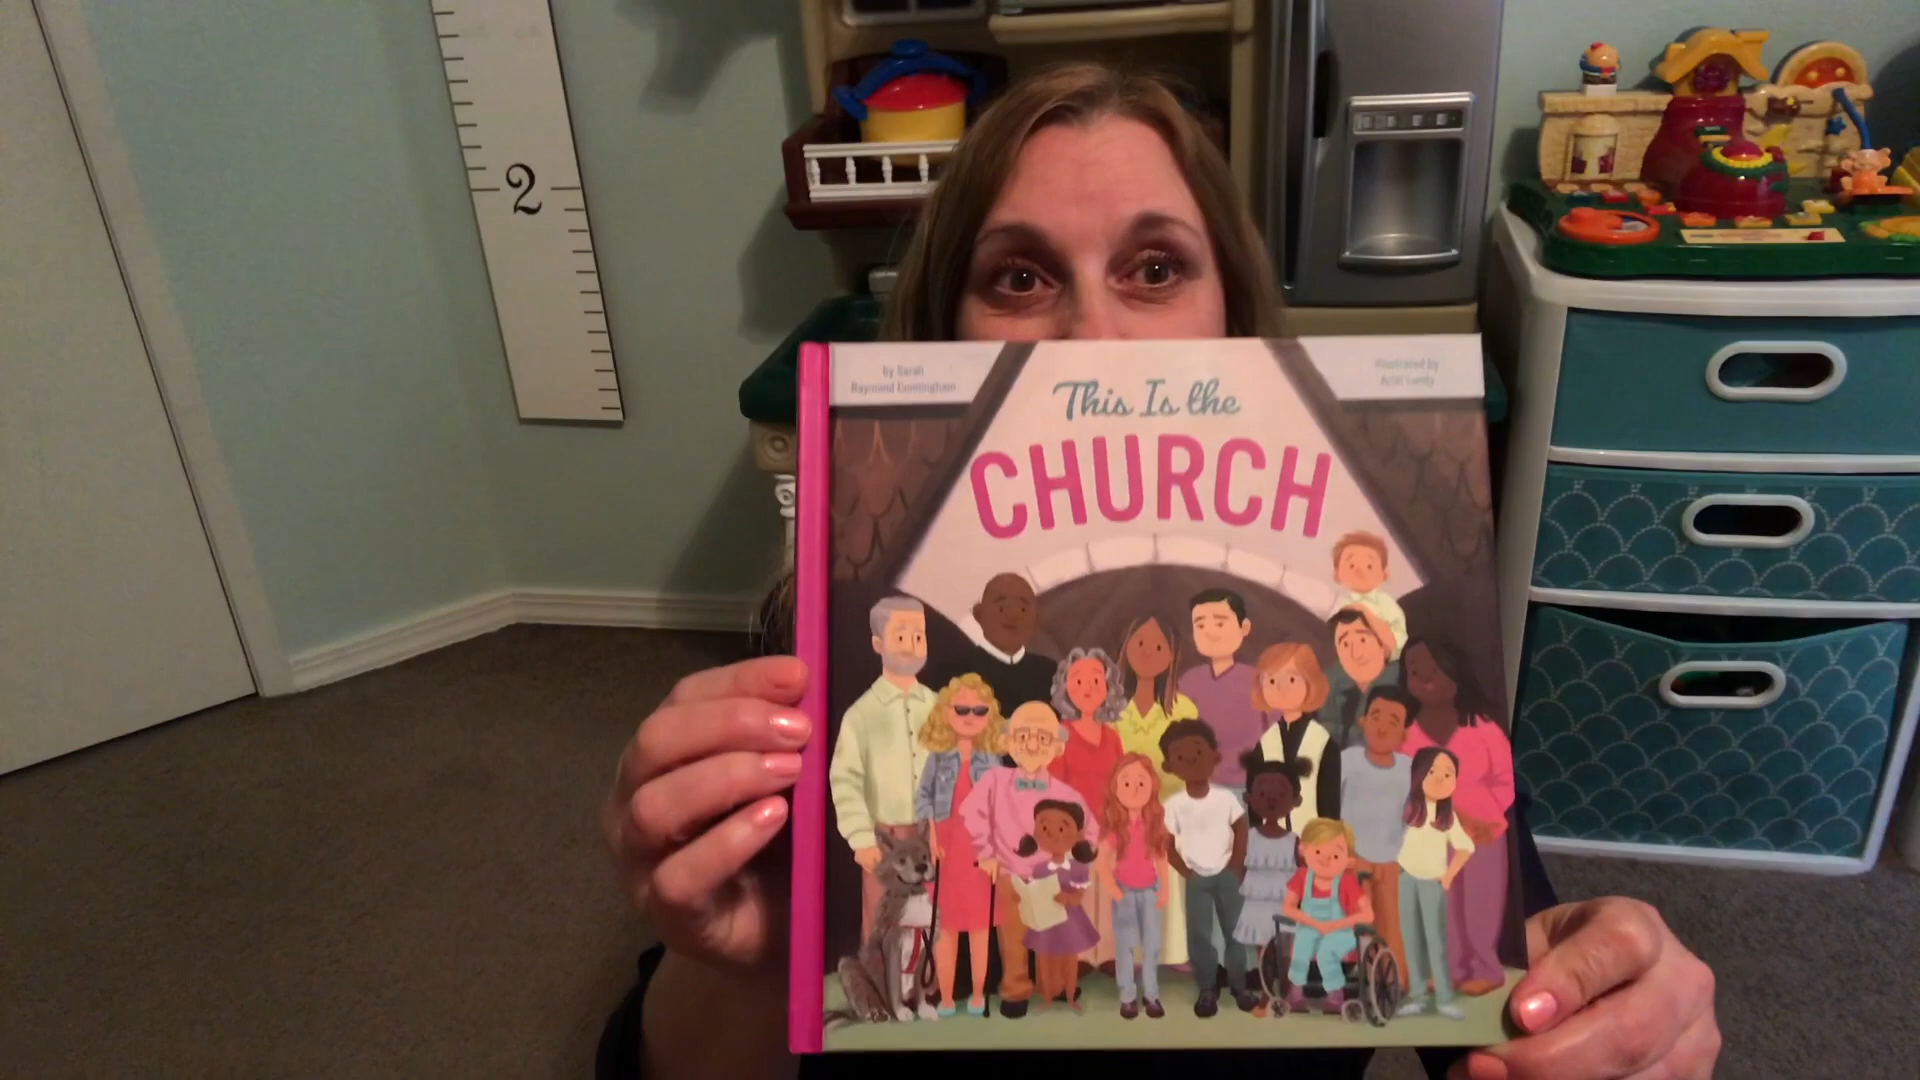 2
by Sarah
Raymond Cunningham
This Is the
CHURCH
Illustrated by
Ariel Landy